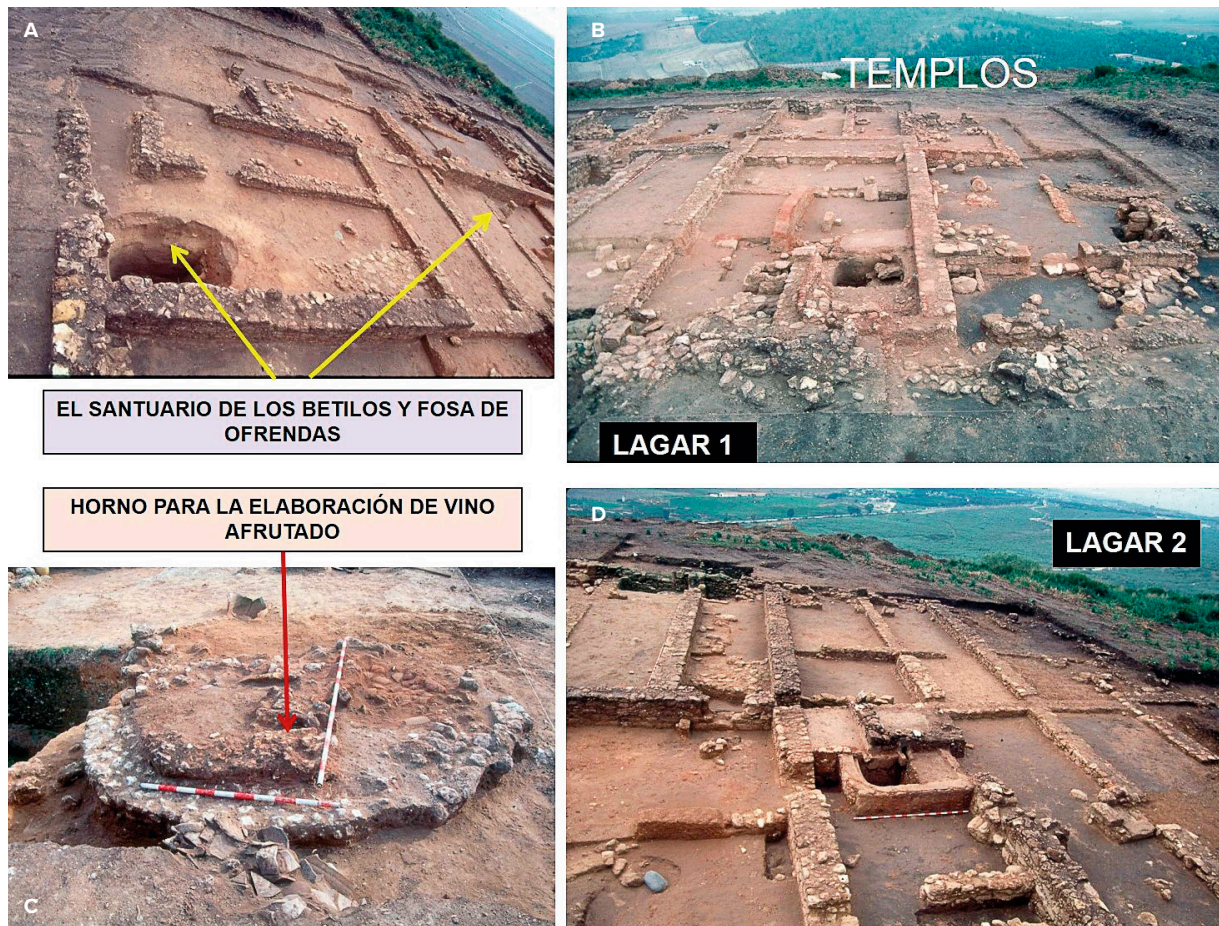 A
B
TEMPLOS
LAGAR 1
EL SANTUARIO DE LOS BETILOS Y FOSA DE
OFRENDAS
HORNO PARA LA ELABORACIÓN DE VINO
AFRUTADO
C
D
LAGAR 2